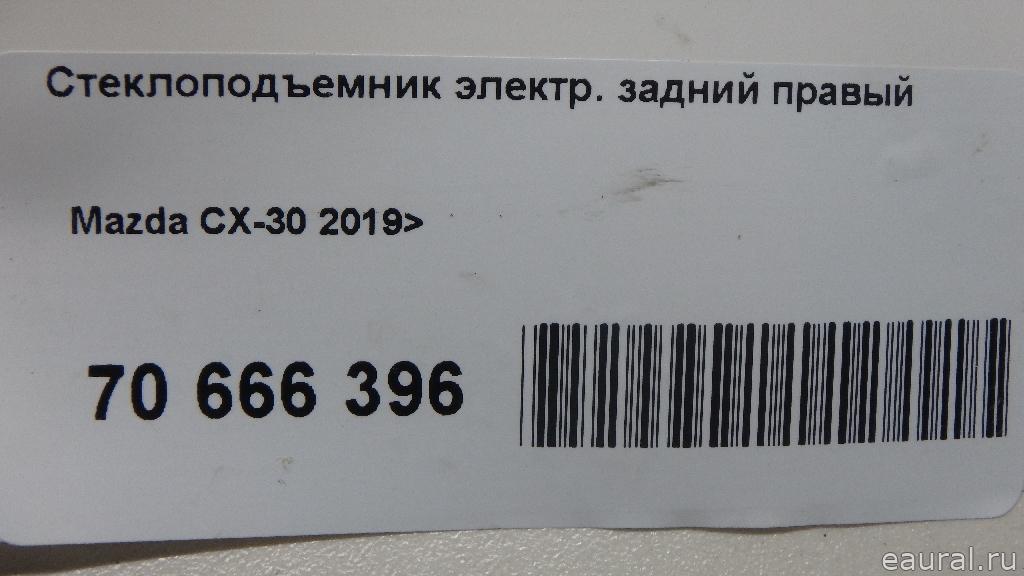 Стеклоподъемник электр. задний правый
Mazda CX-30 2019>
70 666 396
eaural.ru